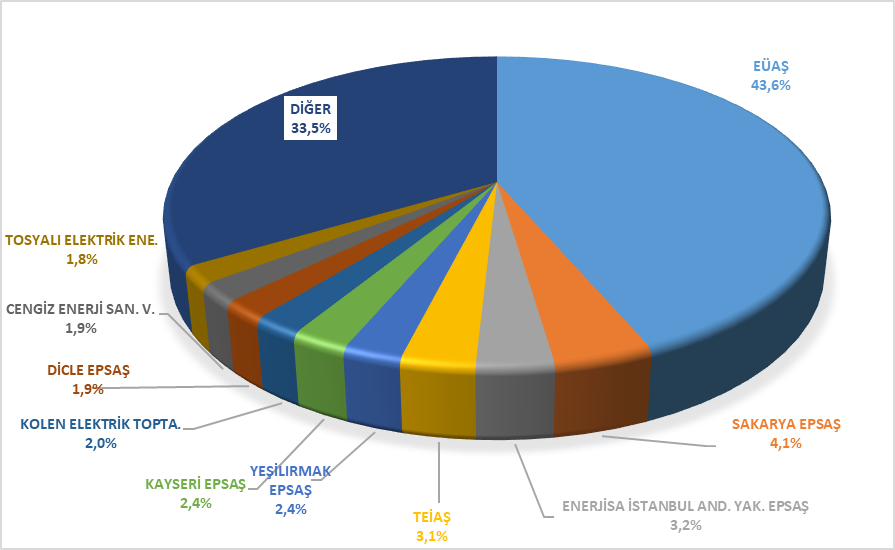 EÜAŞ
43,6%
SAKARYA EPSAŞ
4,1%
ENERJİSA İSTANBUL AND. YAK. EPSAŞ
3,2%
TEİAŞ
3,1%
YEŞİLIRMAK
EPSAŞ
2,4%
KAYSERİ EPSAŞ
2,4%
KOLEN ELEKTRİK TOPTA.
2,0%
DİCLE EPSAŞ
1,9%
CENGİZ ENERJİ SAN. V.
1,9%
TOSYALI ELEKTRİK ENE.
1,8%
DİĞER
33,5%